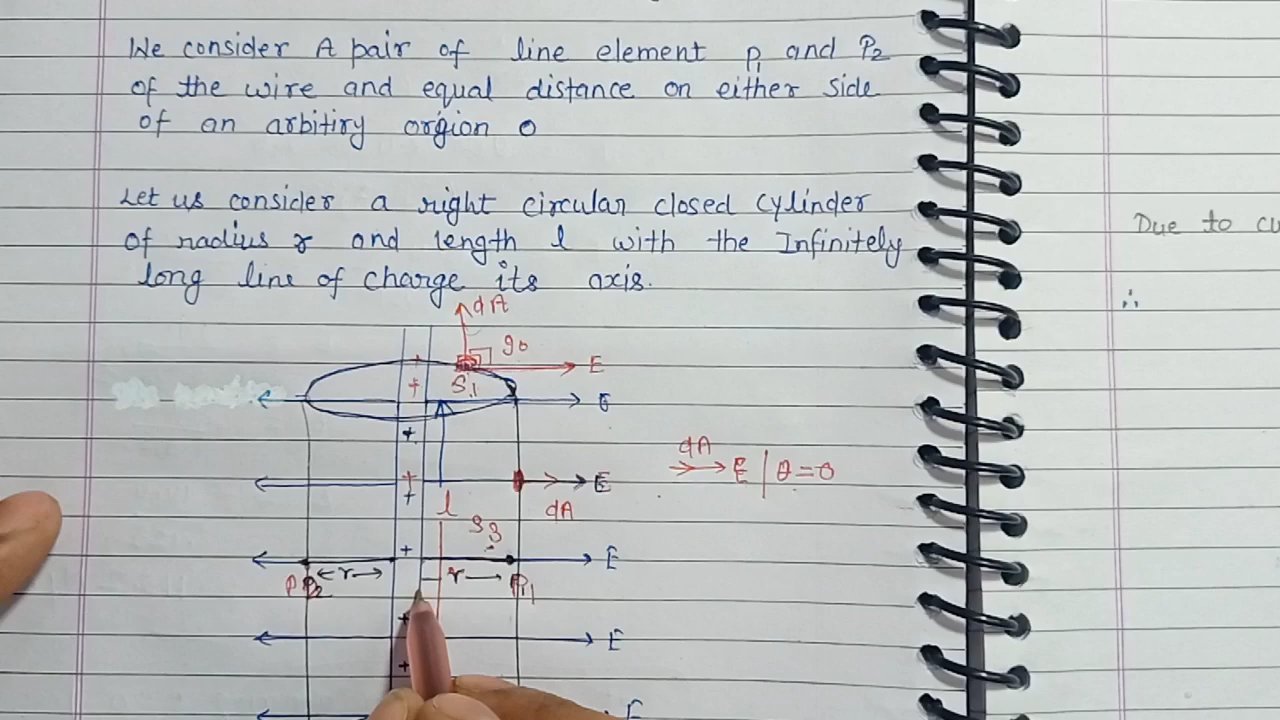 We consider A pair of line element P1 and P2
of the wire and equal distance on either side
of an arbitiry orgion o
Due to cu
Let us consider a right circular closed cylinder
of radius r and length l with the Infinitely
long line of charge its axis.
∴
dA
90
E
+
S1
+
E
+
dA
E | θ=0
+
+
E
dA
l
S3
+
E
P P2
r
r
P1
+
E
+
E